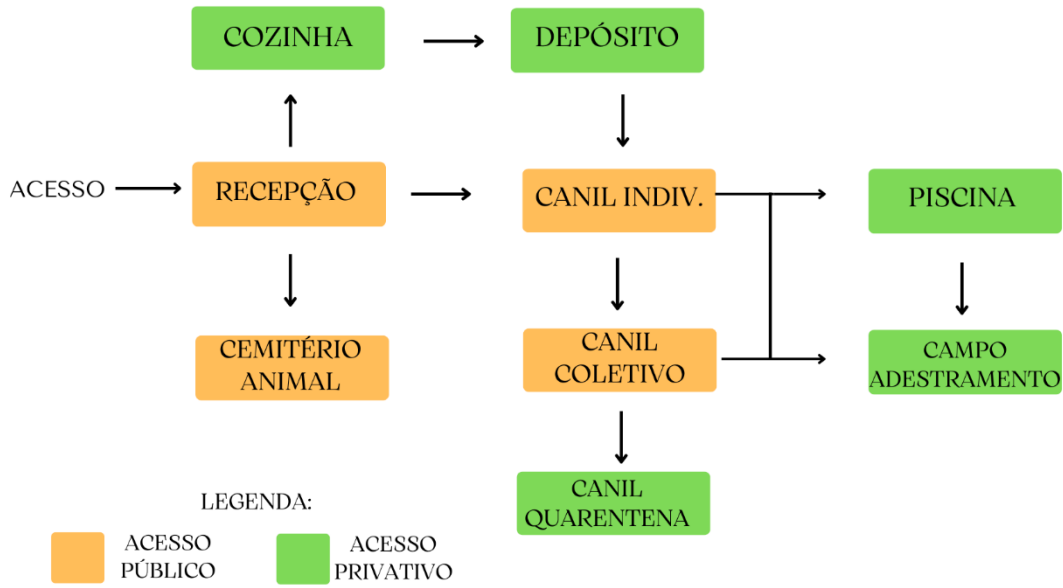 COZINHA
DEPÓSITO
ACESSO
RECEPÇÃO
CANIL INDIV.
PISCINA
CEMITÉRIO
ANIMAL
CANIL
COLETIVO
CAMPO
ADESTRAMENTO
CANIL
QUARENTENA
LEGENDA:
ACESSO
PÚBLICO
ACESSO
PRIVATIVO